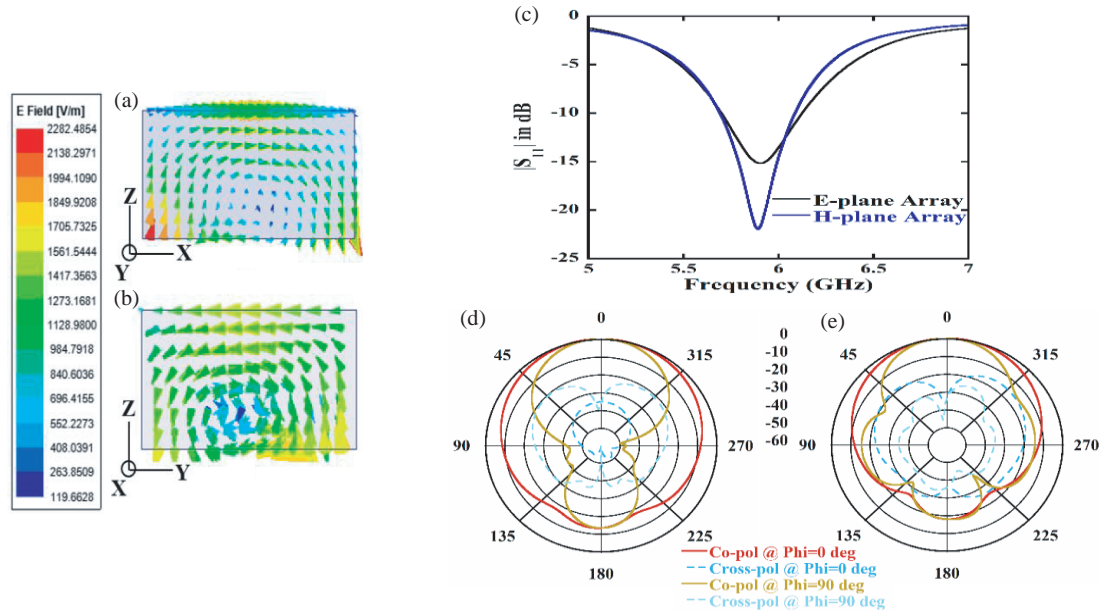 (c)
0
-5
-10
-15
-20
-25
|S11| in dB
5
5.5
6
6.5
7
Frequency (GHz)
E-plane Array
H-plane Array
E Field [V/m]
2282.4854
2138.2971
1994.1090
1849.9208
1705.7325
1561.5444
1417.3563
1273.1681
1128.9800
984.7918
840.6036
696.4155
552.2273
408.0391
263.8509
119.6628
(a)
Z
Y
X
(b)
Z
X
Y
(d)
0
45
315
90
270
135
225
180
0
-10
-20
-30
-40
-50
-60
(e)
0
45
315
90
270
135
225
180
Co-pol @ Phi=0 deg
Cross-pol @ Phi=0 deg
Co-pol @ Phi=90 deg
Cross-pol @ Phi=90 deg